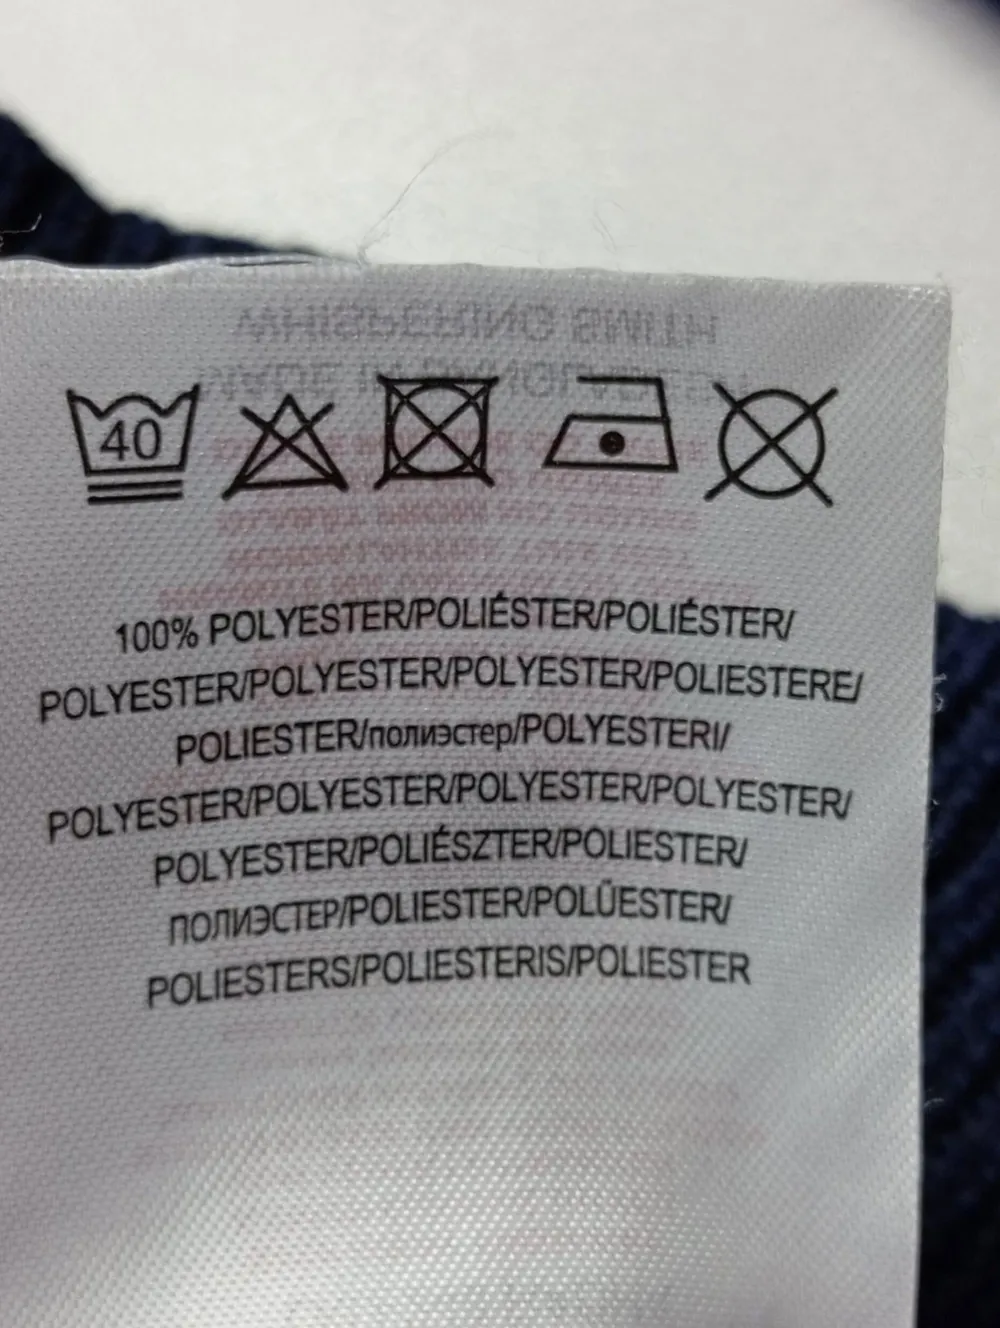 40
100% POLYESTER/POLIÉSTER/POLIÉSTER/
POLYESTER/POLYESTER/POLYESTER/POLIESTERE/
POLIESTER/полиэстер/POLYESTERI/
POLYESTER/POLYESTER/POLYESTER/POLYESTER/
POLYESTER/POLIÉSZTER/POLIESTER/
ПОЛИЭСТЕР/POLIESTER/POLÜESTER/
POLIESTERS/POLIESTERIS/POLIESTER